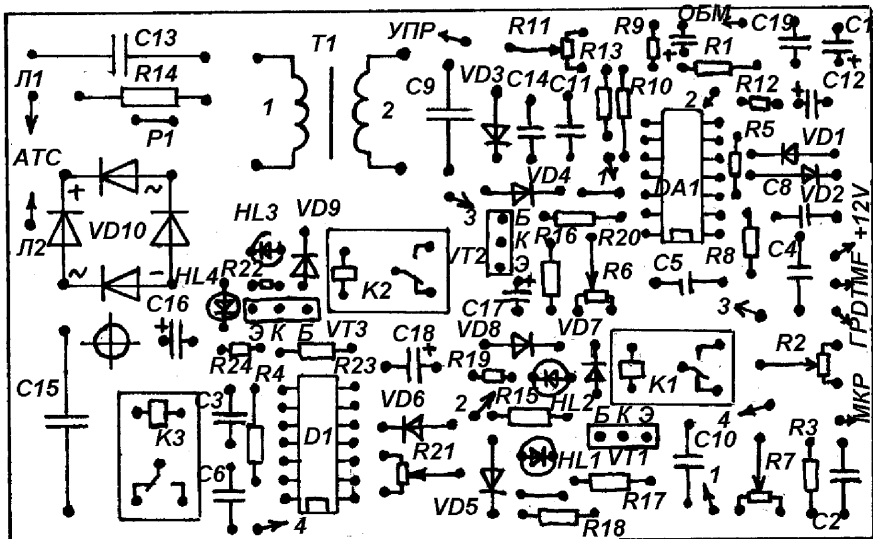 C13 T1 УПР R11 R9 ОБМ C19 C1
Л1 R14 C9 VD3 C14 C11 R13 R10 R1 R12 C12
P1 1 2 2 R5 VD1
АТС
+ ~ VD4 1 DA1 C8 VD2
Л2 VD10 HL3 VD9 3 Б +12V
~ - HL4 R22 K2 VT2 К R16 R20 R8 C4 DTMF
Э R6 C5
C16 + Э К Б C17 + 3 ГР
R24 VT3 C18 + VD8 VD7 R2
C15 R4 R23 R19 HL2 K1
K3 C3 D1 VD6 2 R15 Б К Э 4 МКР
C6 R21 HL1 VT1 C10 1 R7 R3
VD5 R17
4 R18 C2
+ + +